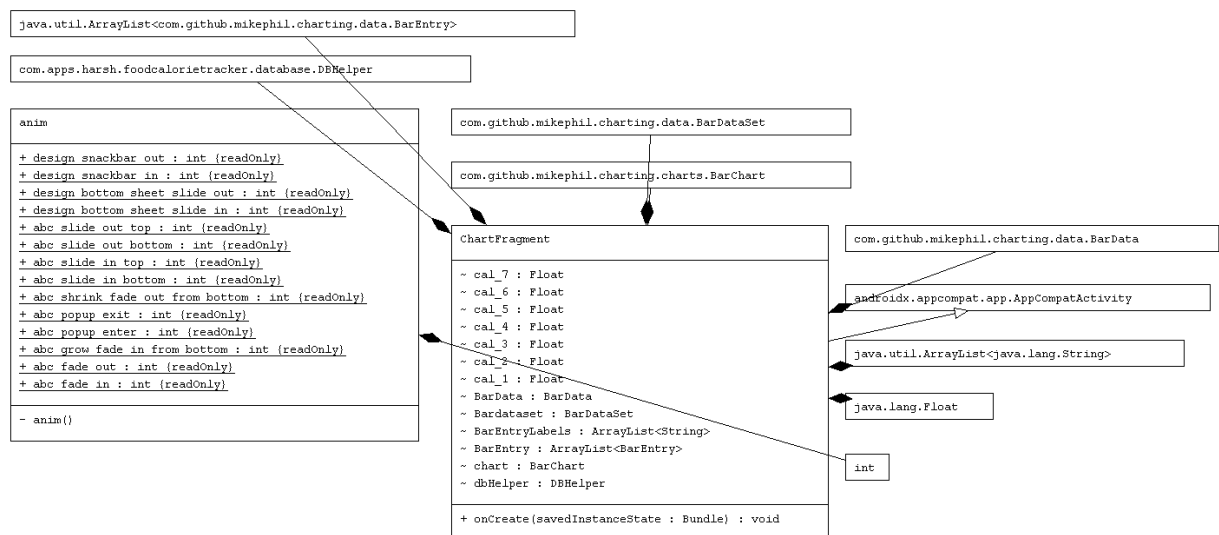 java.util.ArrayList<com.github.mikephil.charting.data.BarEntry>
com.apps.harsh.foodcalorietracker.database.DBHelper
anim
+ design snackbar out : int {readOnly}
+ design snackbar in : int {readOnly}
+ design bottom sheet slide out : int {readOnly}
+ design bottom sheet slide in : int {readOnly}
+ abc slide out top : int {readOnly}
+ abc slide out bottom : int {readOnly}
+ abc slide in top : int {readOnly}
+ abc slide in bottom : int {readOnly}
+ abc shrink fade out from bottom : int {readOnly}
+ abc popup exit : int {readOnly}
+ abc popup enter : int {readOnly}
+ abc grow fade in from bottom : int {readOnly}
+ abc fade out : int {readOnly}
+ abc fade in : int {readOnly}
- anim()
com.github.mikephil.charting.data.BarDataSet
com.github.mikephil.charting.charts.BarChart
ChartFragment
~ cal_7 : Float
~ cal_6 : Float
~ cal_5 : Float
~ cal_4 : Float
~ cal_3 : Float
~ cal_2 : Float
~ cal_1 : Float
~ BarData : BarData
~ Bardataset : BarDataSet
~ BarEntryLabels : ArrayList<String>
~ BarEntry : ArrayList<BarEntry>
~ chart : BarChart
~ dbHelper : DBHelper
+ onCreate(savedInstanceState : Bundle) : void
com.github.mikephil.charting.data.BarData
androidx.appcompat.app.AppCompatActivity
java.util.ArrayList<java.lang.String>
java.lang.Float
int